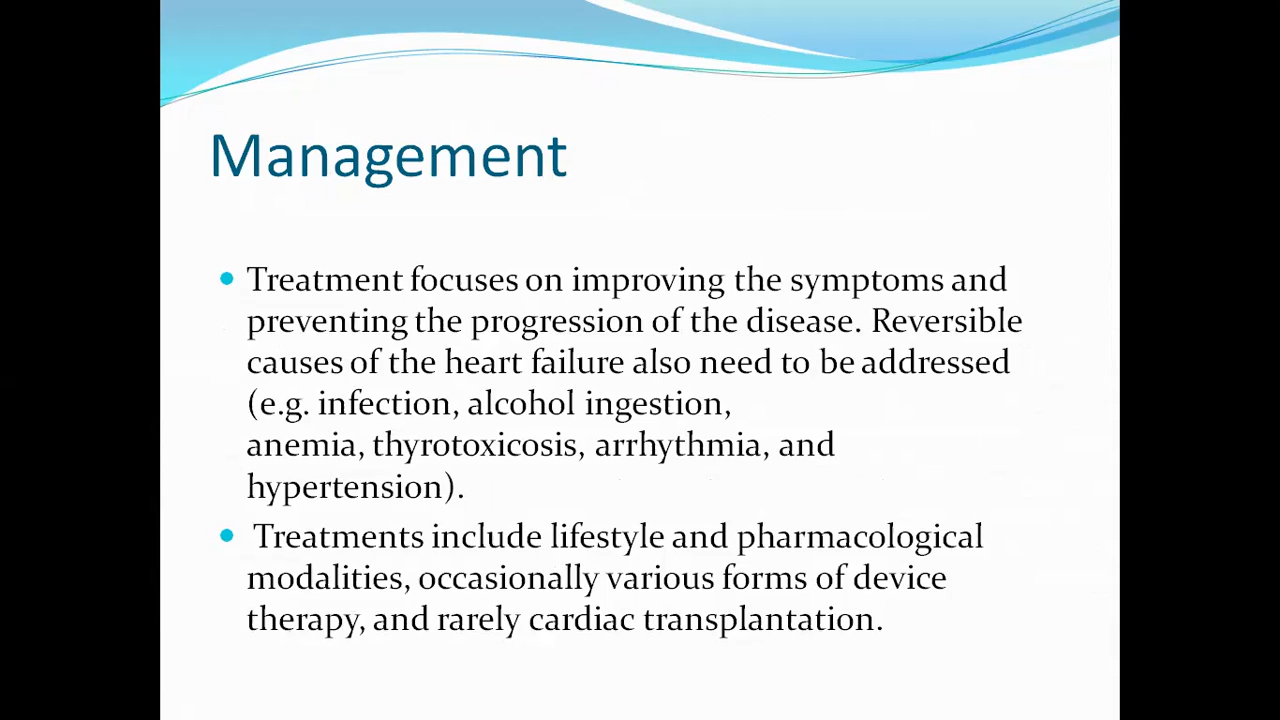 Management
• Treatment focuses on improving the symptoms and
preventing the progression of the disease. Reversible
causes of the heart failure also need to be addressed
(e.g. infection, alcohol ingestion,
anemia, thyrotoxicosis, arrhythmia, and
hypertension).
• Treatments include lifestyle and pharmacological
modalities, occasionally various forms of device
therapy, and rarely cardiac transplantation.